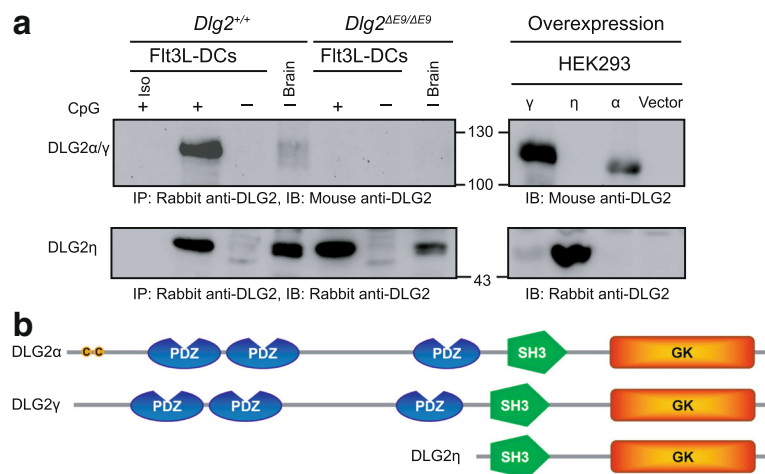 a
Dlg2+/+ Dlg2ΔE9/ΔE9 Overexpression
Flt3L-DCs Flt3L-DCs HEK293
Iso Brain Brain
CpG + + − − + − − γ η α Vector
DLG2α/γ 130
100
IP: Rabbit anti-DLG2, IB: Mouse anti-DLG2 IB: Mouse anti-DLG2
DLG2η
43
IP: Rabbit anti-DLG2, IB: Rabbit anti-DLG2 IB: Rabbit anti-DLG2
b
DLG2α C C PDZ PDZ PDZ SH3 GK
DLG2γ PDZ PDZ PDZ SH3 GK
DLG2η SH3 GK